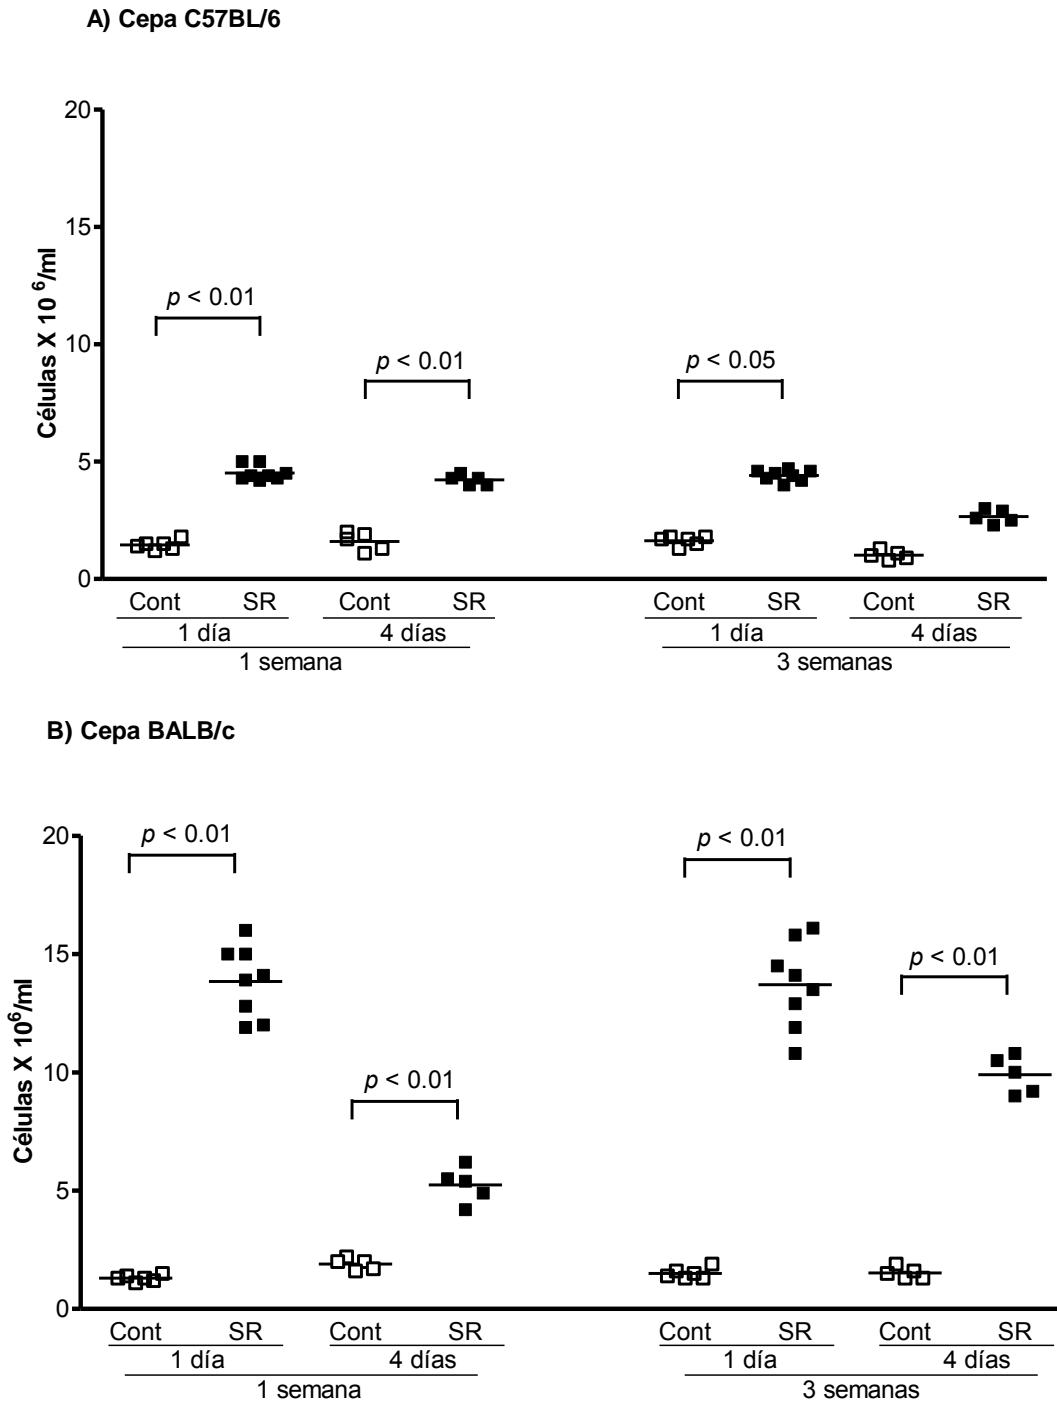 A) Cepa C57BL/6
20
15
10
5
0
Células X 10 6/ml
p < 0.01
p < 0.01
p < 0.05
Cont SR Cont SR Cont SR Cont SR
1 día 4 días 1 día 4 días
1 semana 3 semanas
B) Cepa BALB/c
20
15
10
5
0
Células X 10⁶/ml
p < 0.01
p < 0.01
p < 0.01
p < 0.01
Cont SR Cont SR Cont SR Cont SR
1 día 4 días 1 día 4 días
1 semana 3 semanas